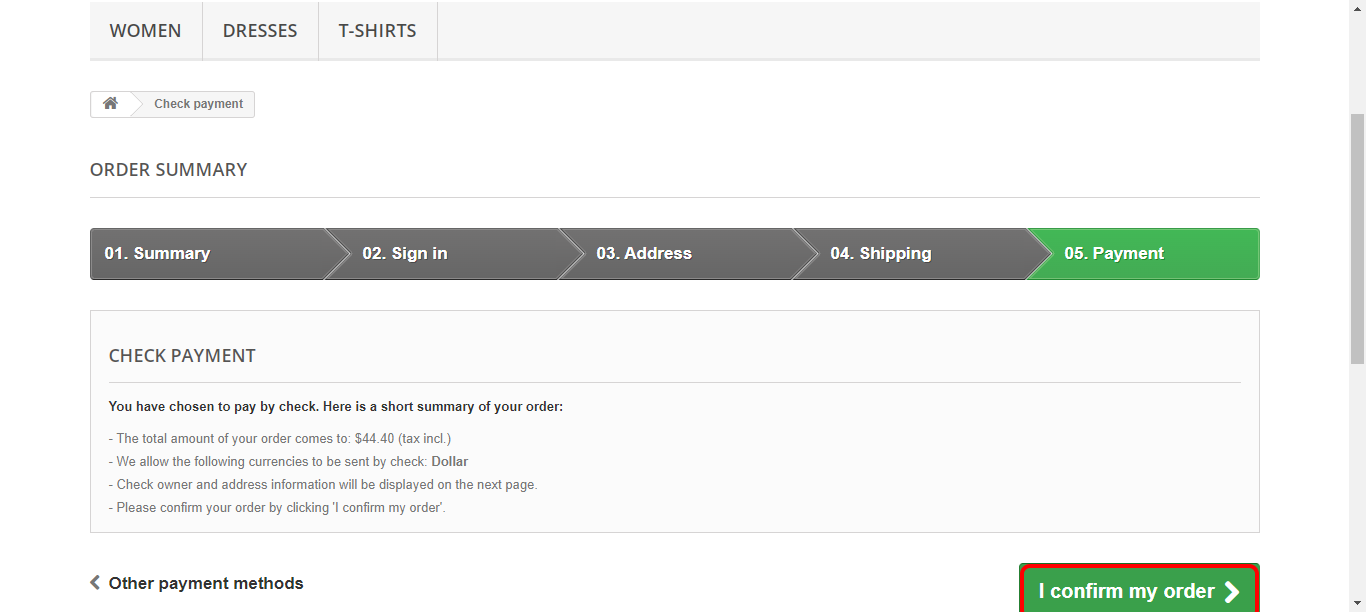 WOMEN DRESSES T-SHIRTS
Check payment
ORDER SUMMARY
01. Summary 02. Sign in 03. Address 04. Shipping 05. Payment
CHECK PAYMENT
You have chosen to pay by check. Here is a short summary of your order:
- The total amount of your order comes to: $44.40 (tax incl.)
- We allow the following currencies to be sent by check: Dollar
- Check owner and address information will be displayed on the next page.
- Please confirm your order by clicking 'I confirm my order'.
Other payment methods
I confirm my order